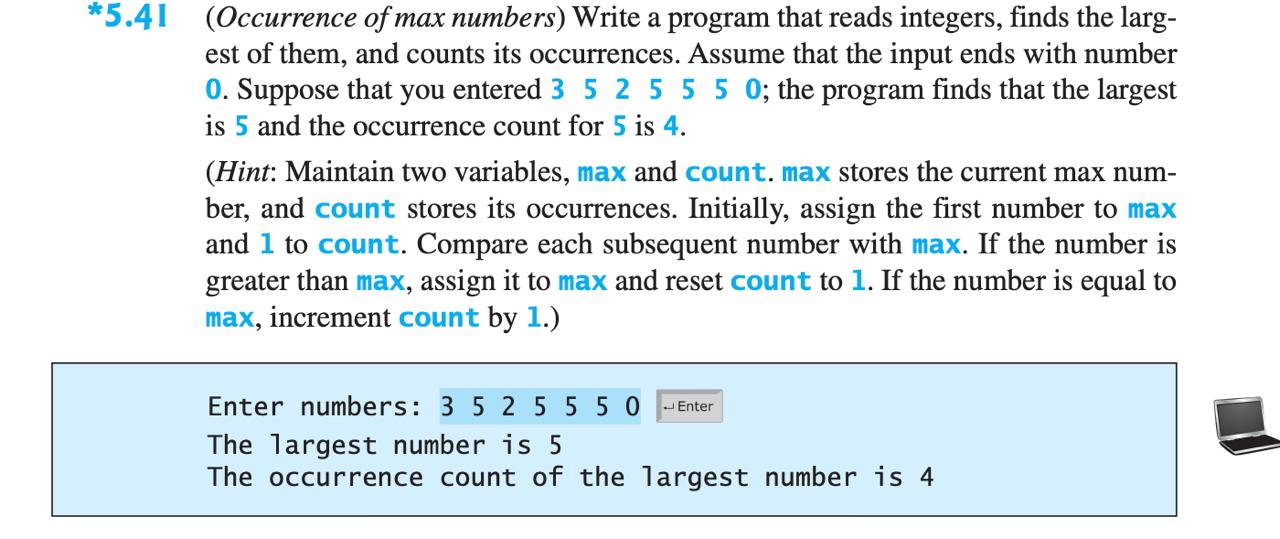 *5.41 (Occurrence of max numbers) Write a program that reads integers, finds the larg-
est of them, and counts its occurrences. Assume that the input ends with number
0. Suppose that you entered 3 5 2 5 5 5 0; the program finds that the largest
is 5 and the occurrence count for 5 is 4.
(Hint: Maintain two variables, max and count. max stores the current max num-
ber, and count stores its occurrences. Initially, assign the first number to max
and 1 to count. Compare each subsequent number with max. If the number is
greater than max, assign it to max and reset count to 1. If the number is equal to
max, increment count by 1.)
Enter numbers: 3 5 2 5 5 5 0 ↵Enter
The largest number is 5
The occurrence count of the largest number is 4